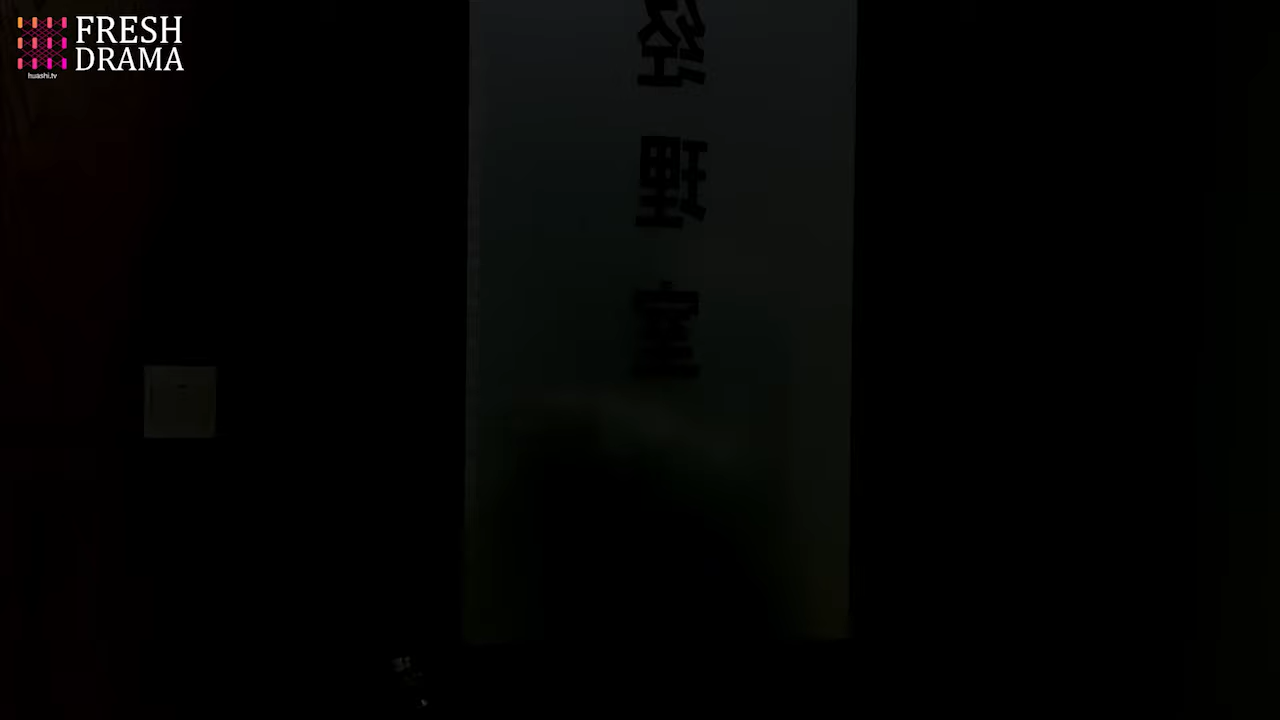 FRESH
DRAMA
huashi.tv
经
理
室